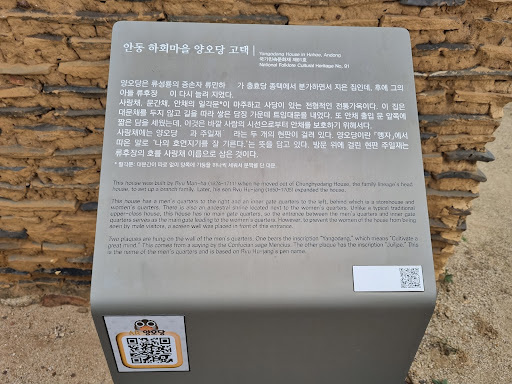 안동 하회마을 양오당 고택
Yangodang House in Hahoe, Andong
국가민속문화재 제91호
National Folklore Cultural Heritage No. 91
양오당은 류성룡의 증손자 류만하 가 충효당 종택에서 분가하면서 지은 집인데, 후에 그의
아들 류후장 이 다시 늘려 지었다.
사랑채, 문간채, 안채의 일각문*이 마주하고 사당이 있는 전형적인 전통가옥이다. 이 집은
대문채를 두지 않고 길을 따라 쌓은 담장 가운데 트임대문을 내었다. 또 안채 출입 문 앞쪽에
짧은 담을 세웠는데, 이것은 바깥 사람의 시선으로부터 안채를 보호하기 위해서다.
사랑채에는 양오당 과 주일재 라는 두 개의 현판이 걸려 있다. 양오당이란 『맹자』에서
따온 말로 '나의 호연지기를 잘 기른다.'는 뜻을 담고 있다. 방문 위에 걸린 현판 주일재는
류후장의 호를 사랑채 이름으로 삼은 것이다.
This house was built by Ryu Man-ha (1624–1711) when he moved out of Chunghyodang House, the family lineage's head
house, to set up a branch family. Later, his son Ryu Hu-jang (1650–1706) expanded the house.
This house has a men's quarters to the right and an inner gate quarters to the left, behind which is a storehouse and
women's quarters. There is also an ancestral shrine located next to the women's quarters. Unlike a typical traditional
upper-class house, this house has no main gate quarters, so the entrance between the men's quarters and inner gate
quarters serves as the main gate leading to the women's quarters. However, to prevent the women of the house from being
seen by male visitors, a screen wall was placed in front of this entrance.
Two plaques are hung on the wall of the men's quarters. One bears the inscription "Yangodang," which means "Cultivate a
great mind." This comes from a saying by the Confucian sage Mencius. The other plaque has the inscription "Juiljae." This
is the name of the men's quarters and is based on Ryu Hu-jang's pen name.
양오당